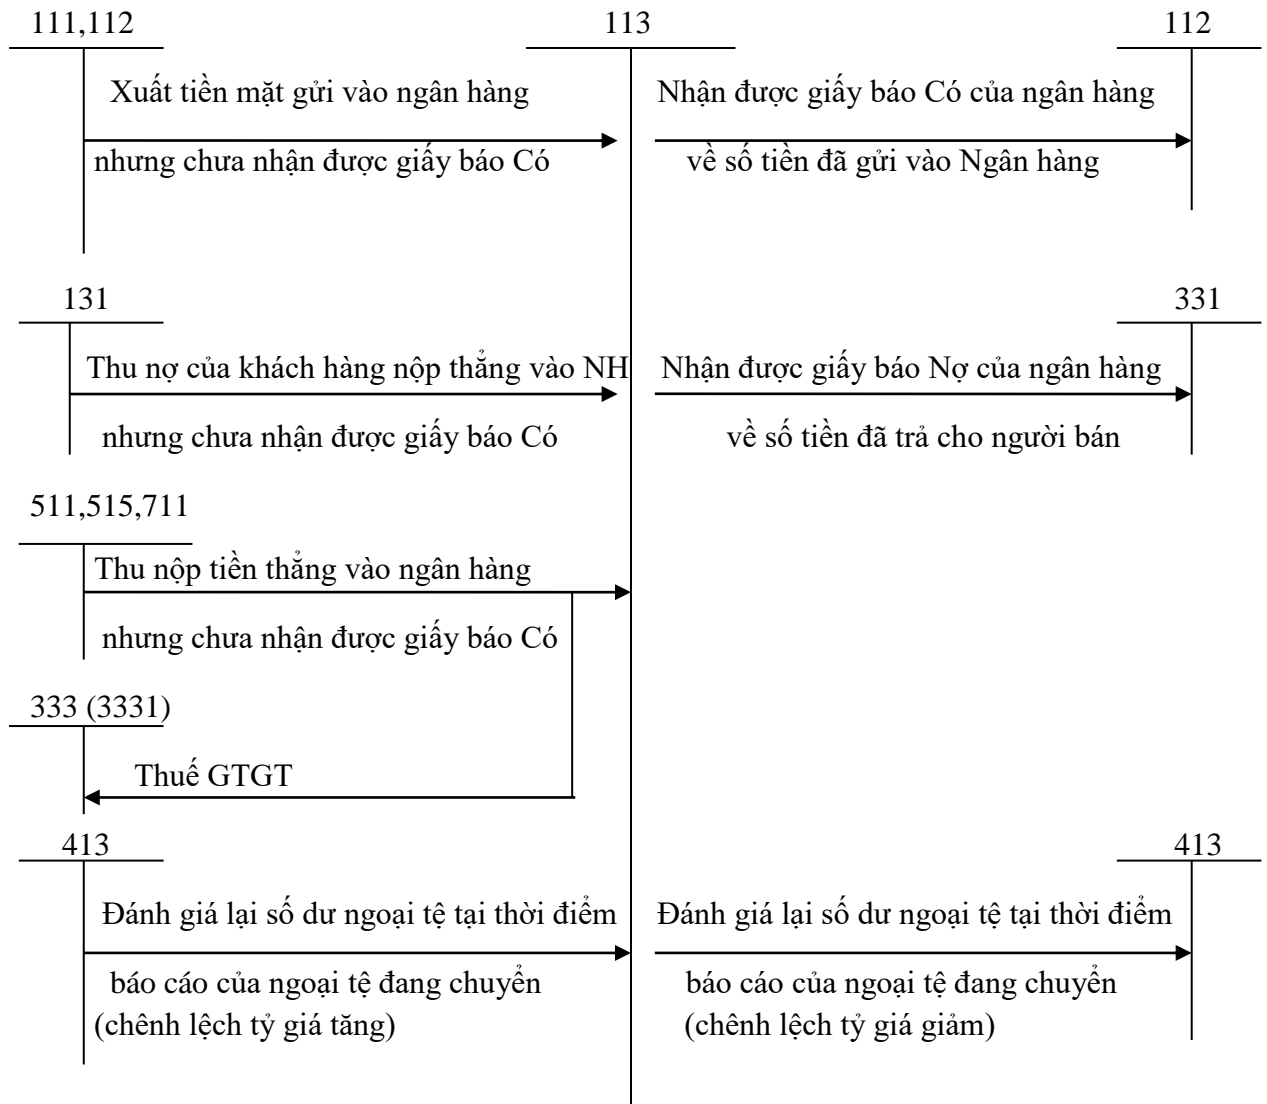 111,112
113
112
Xuất tiền mặt gửi vào ngân hàng
nhưng chưa nhận được giấy báo Có
Nhận được giấy báo Có của ngân hàng
về số tiền đã gửi vào Ngân hàng
131
331
Thu nợ của khách hàng nộp thẳng vào NH
nhưng chưa nhận được giấy báo Có
Nhận được giấy báo Nợ của ngân hàng
về số tiền đã trả cho người bán
511,515,711
Thu nộp tiền thẳng vào ngân hàng
nhưng chưa nhận được giấy báo Có
333 (3331)
Thuế GTGT
413
413
Đánh giá lại số dư ngoại tệ tại thời điểm
báo cáo của ngoại tệ đang chuyển
(chênh lệch tỷ giá tăng)
Đánh giá lại số dư ngoại tệ tại thời điểm
báo cáo của ngoại tệ đang chuyển
(chênh lệch tỷ giá giảm)